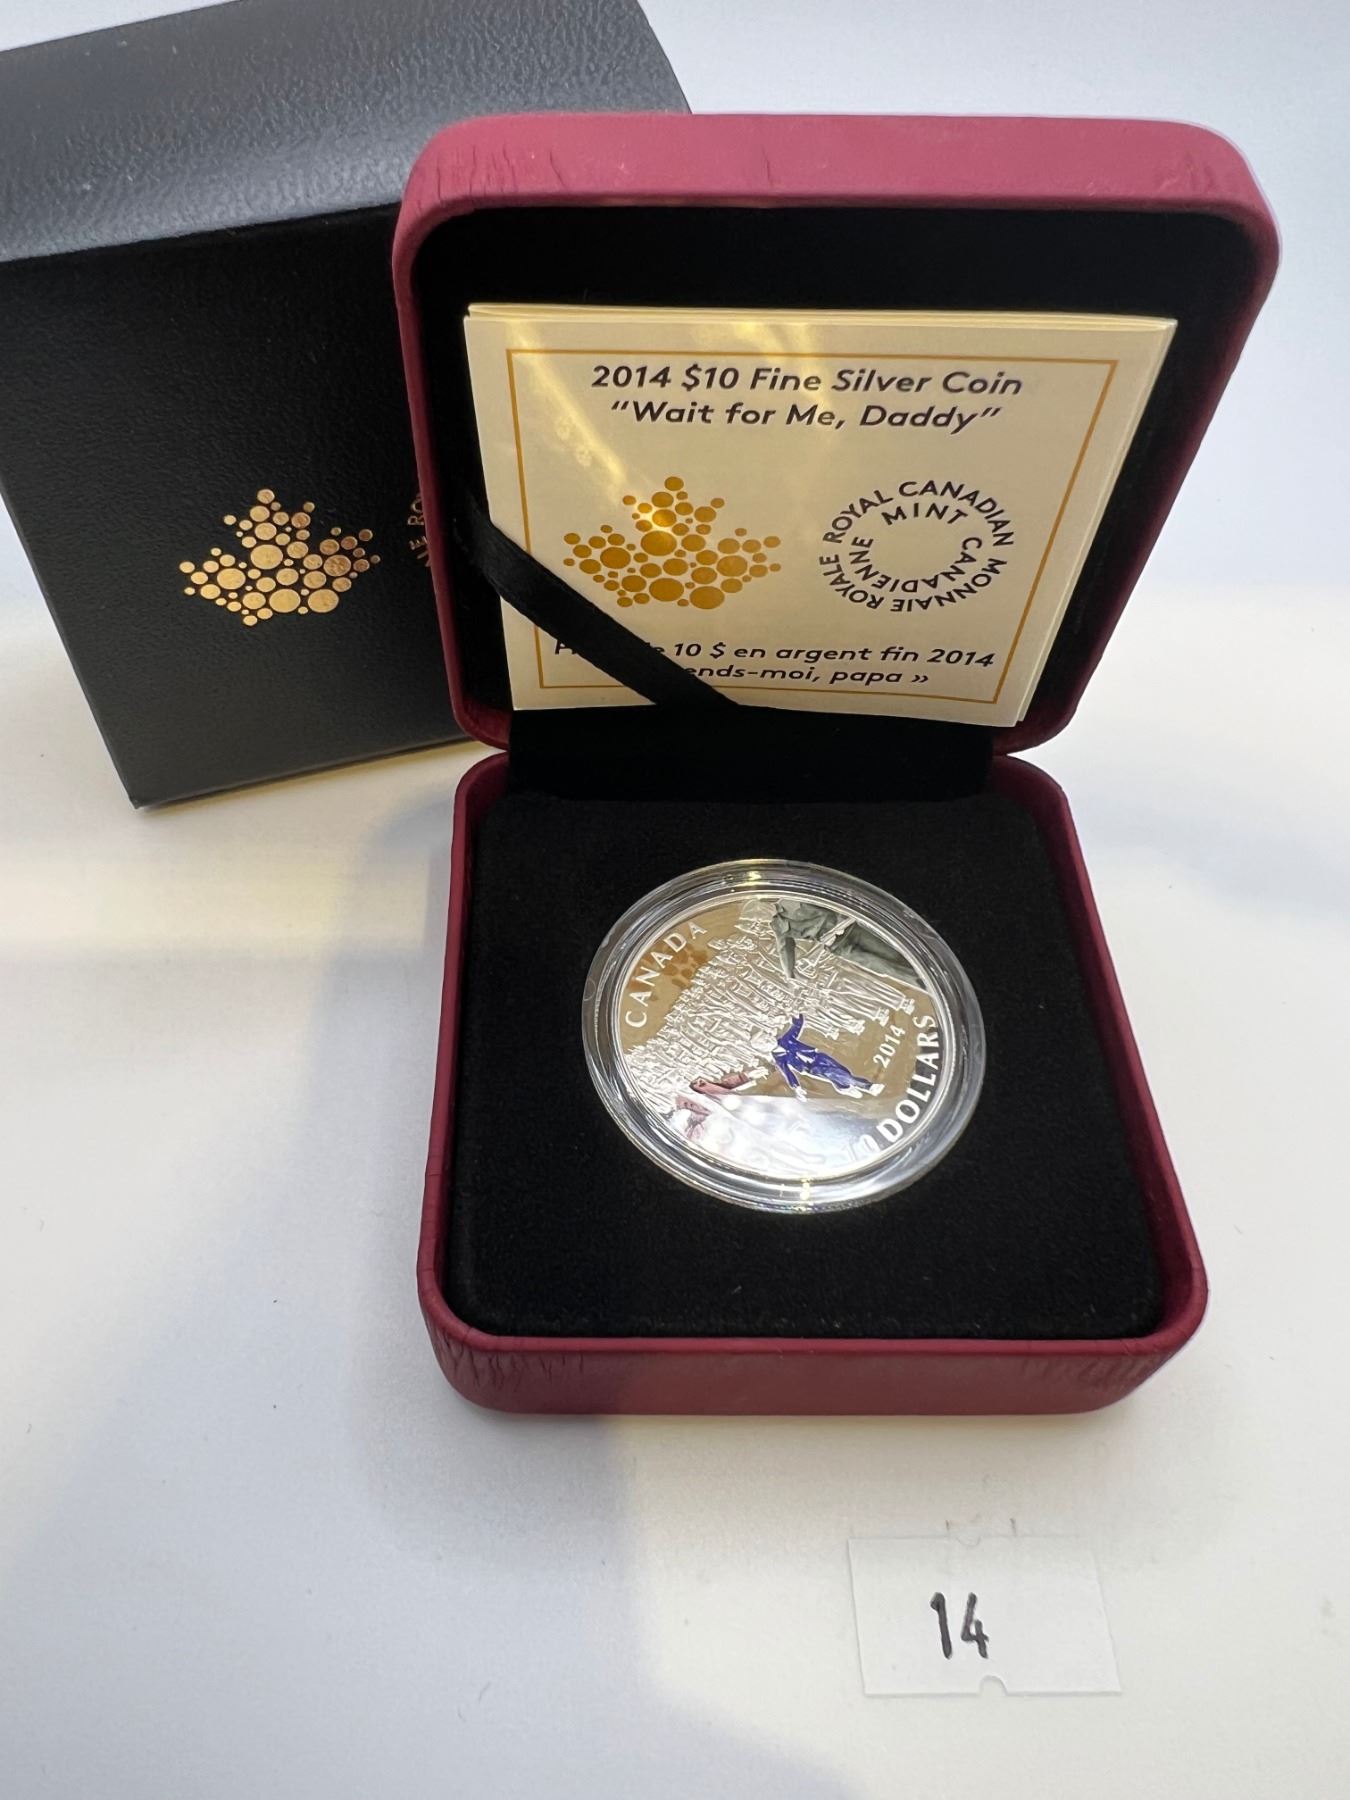 2014 $10 Fine Silver Coin
"Wait for Me, Daddy"
ROYAL CANADIAN MINT
MONNAIE ROYALE CANADIENNE
10 $ en argent fin 2014
papa »
CANADA
2014
10 DOLLARS
14